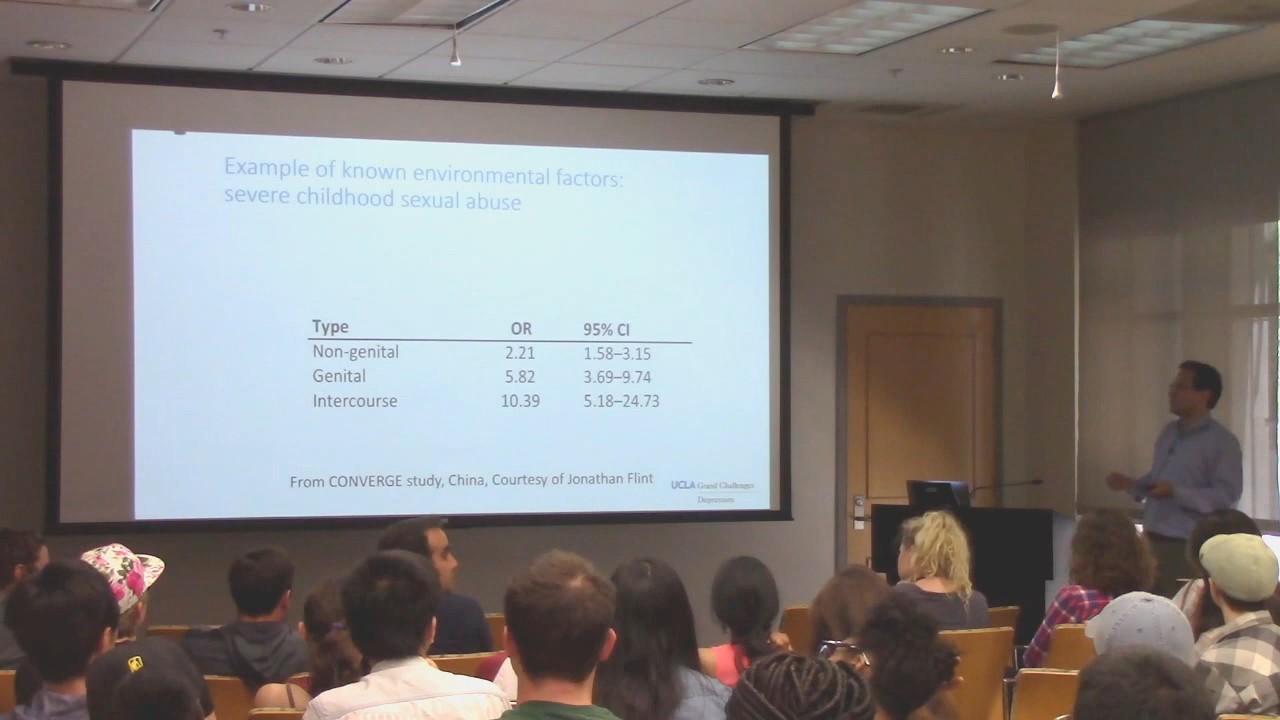 Example of known environmental factors:
severe childhood sexual abuse
Type OR 95% CI
Non-genital 2.21 1.58–3.15
Genital 5.82 3.69–9.74
Intercourse 10.39 5.18–24.73
From CONVERGE study, China, Courtesy of Jonathan Flint
UCLA Grand Challenges
Depression